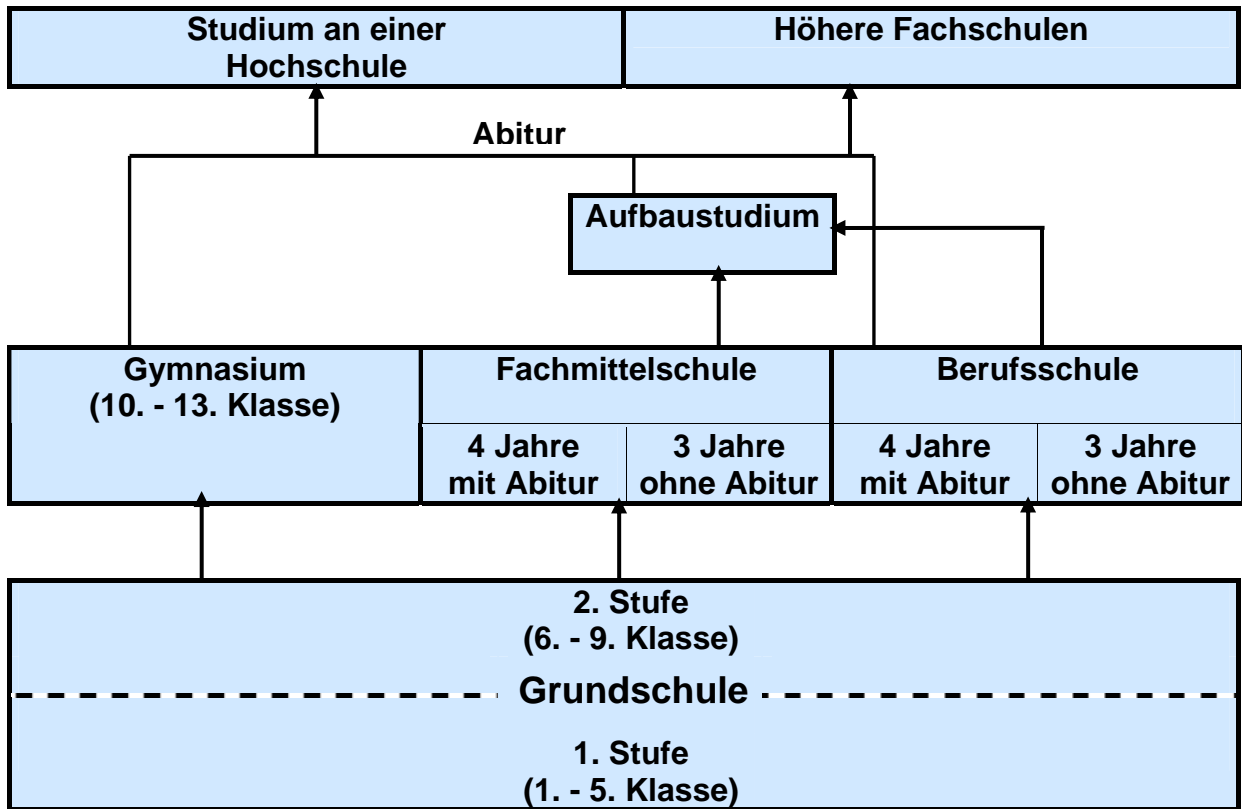 Studium an einer
Hochschule
Höhere Fachschulen
Abitur
Aufbaustudium
Gymnasium
(10. - 13. Klasse)
Fachmittelschule
Berufsschule
4 Jahre
mit Abitur
3 Jahre
ohne Abitur
4 Jahre
mit Abitur
3 Jahre
ohne Abitur
2. Stufe
(6. - 9. Klasse)
Grundschule
1. Stufe
(1. - 5. Klasse)